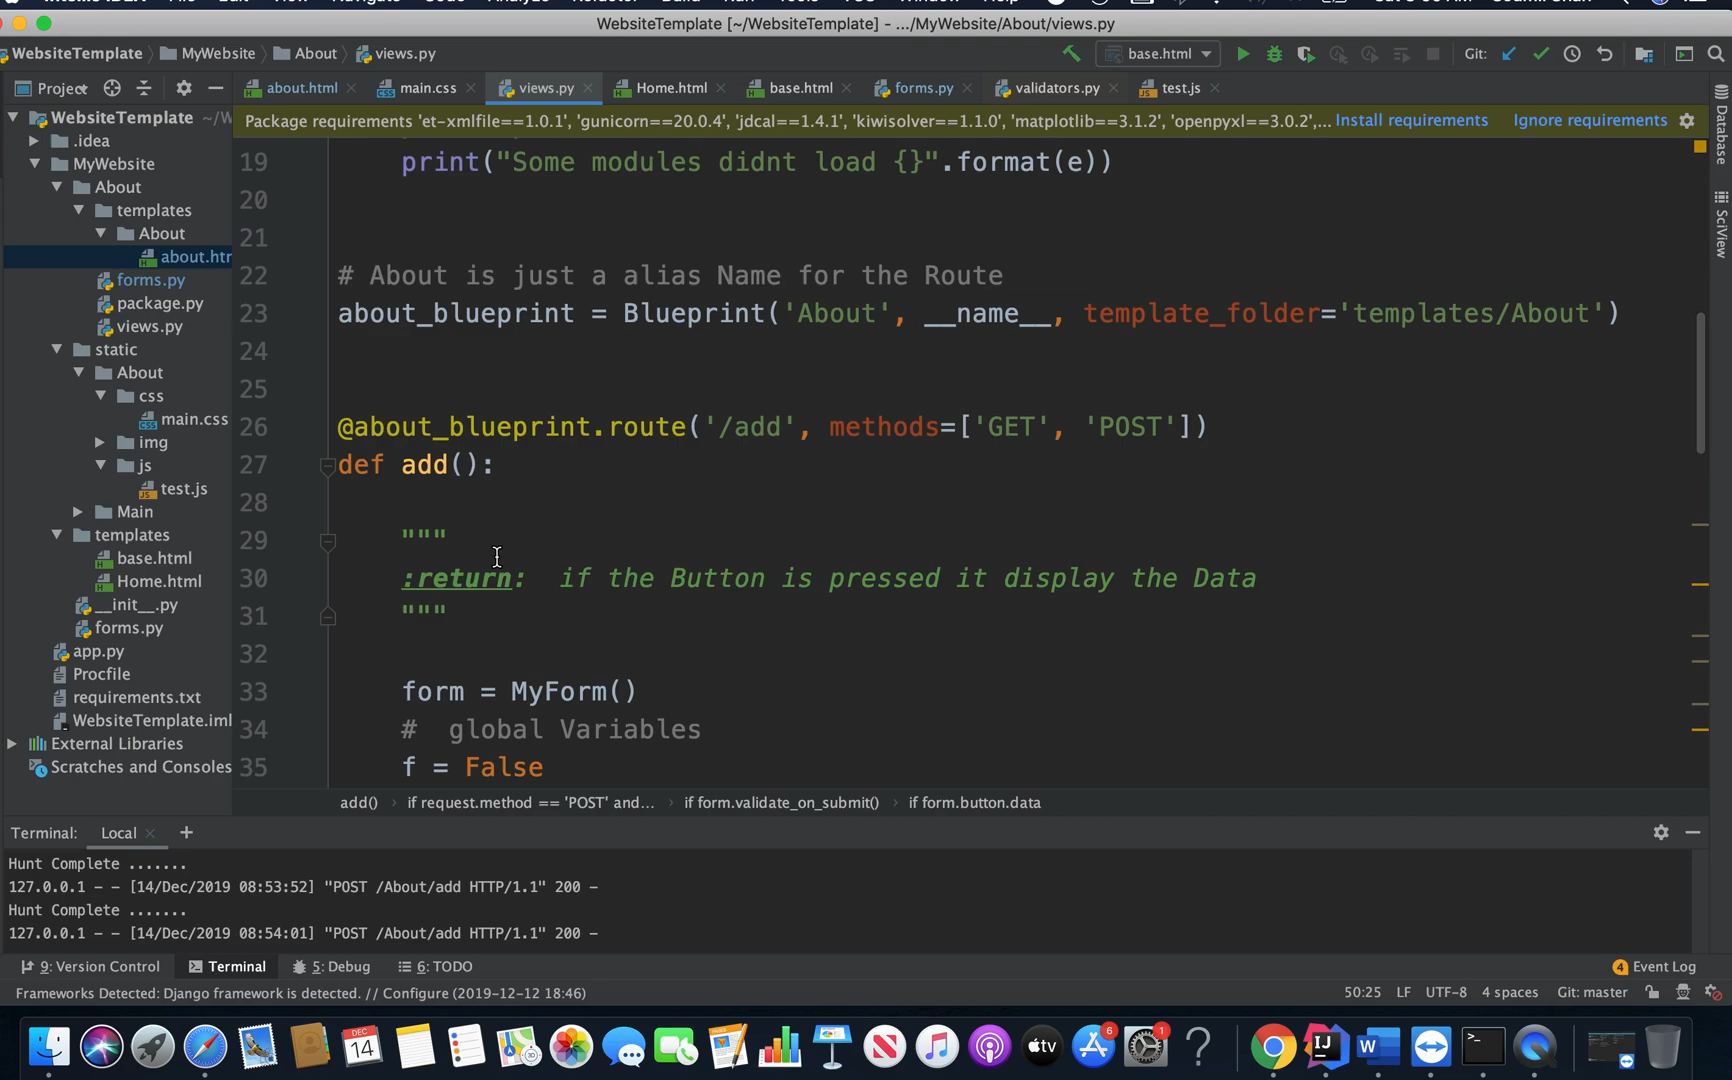 WebsiteTemplate [~/WebsiteTemplate] - .../MyWebsite/About/views.py
WebsiteTemplate
MyWebsite
About
views.py
base.html
Git:
Project
about.html
main.css
views.py
Home.html
base.html
forms.py
validators.py
test.js
Package requirements 'et-xmlfile==1.0.1', 'gunicorn==20.0.4', 'jdcal==1.4.1', 'kiwisolver==1.1.0', 'matplotlib==3.1.2', 'openpyxl==3.0.2',... Install requirements Ignore requirements
WebsiteTemplate ~/W
.idea
MyWebsite
About
templates
About
about.htr
forms.py
package.py
views.py
static
About
css
main.css
img
js
test.js
Main
templates
base.html
Home.html
__init__.py
forms.py
app.py
Procfile
requirements.txt
WebsiteTemplate.iml
External Libraries
Scratches and Consoles
19 print("Some modules didnt load {}".format(e))
20
21
22 # About is just a alias Name for the Route
23 about_blueprint = Blueprint('About', __name__, template_folder='templates/About')
24
25
26 @about_blueprint.route('/add', methods=['GET', 'POST'])
27 def add():
28
29 """
30 :return: if the Button is pressed it display the Data
31 """
32
33 form = MyForm()
34 # global Variables
35 f = False
add() › if request.method == 'POST' and... › if form.validate_on_submit() › if form.button.data
Database
SciView
Terminal: Local +
Hunt Complete .......
127.0.0.1 - - [14/Dec/2019 08:53:52] "POST /About/add HTTP/1.1" 200 -
Hunt Complete .......
127.0.0.1 - - [14/Dec/2019 08:54:01] "POST /About/add HTTP/1.1" 200 -
9: Version Control Terminal 5: Debug 6: TODO
4 Event Log
Frameworks Detected: Django framework is detected. // Configure (2019-12-12 18:46)
50:25 LF UTF-8 4 spaces Git: master
DEC
14
tv
6
1
IJ
W